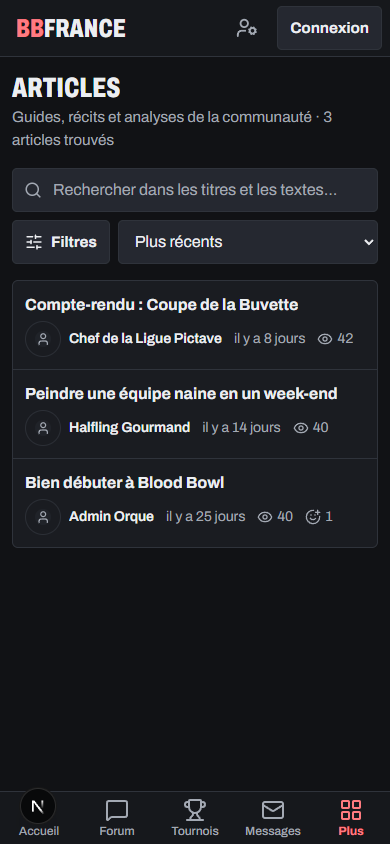 BBFRANCE
Connexion
ARTICLES
Guides, récits et analyses de la communauté · 3
articles trouvés
Rechercher dans les titres et les textes...
Filtres
Plus récents
Compte-rendu : Coupe de la Buvette
Chef de la Ligue Pictave il y a 8 jours 42
Peindre une équipe naine en un week-end
Halfling Gourmand il y a 14 jours 40
Bien débuter à Blood Bowl
Admin Orque il y a 25 jours 40 1
N
Accueil Forum Tournois Messages Plus